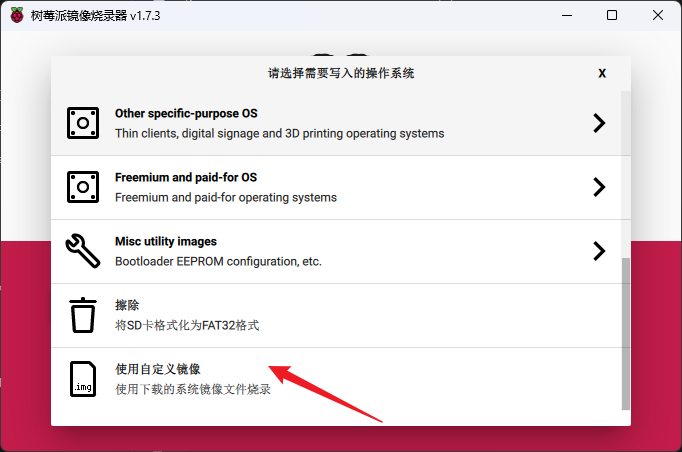 树莓派镜像烧录器 v1.7.3
请选择需要写入的操作系统
X
Other specific-purpose OS
Thin clients, digital signage and 3D printing operating systems
Freemium and paid-for OS
Freemium and paid-for operating systems
Misc utility images
Bootloader EEPROM configuration, etc.
擦除
将SD卡格式化为FAT32格式
.img
使用自定义镜像
使用下载的系统镜像文件烧录